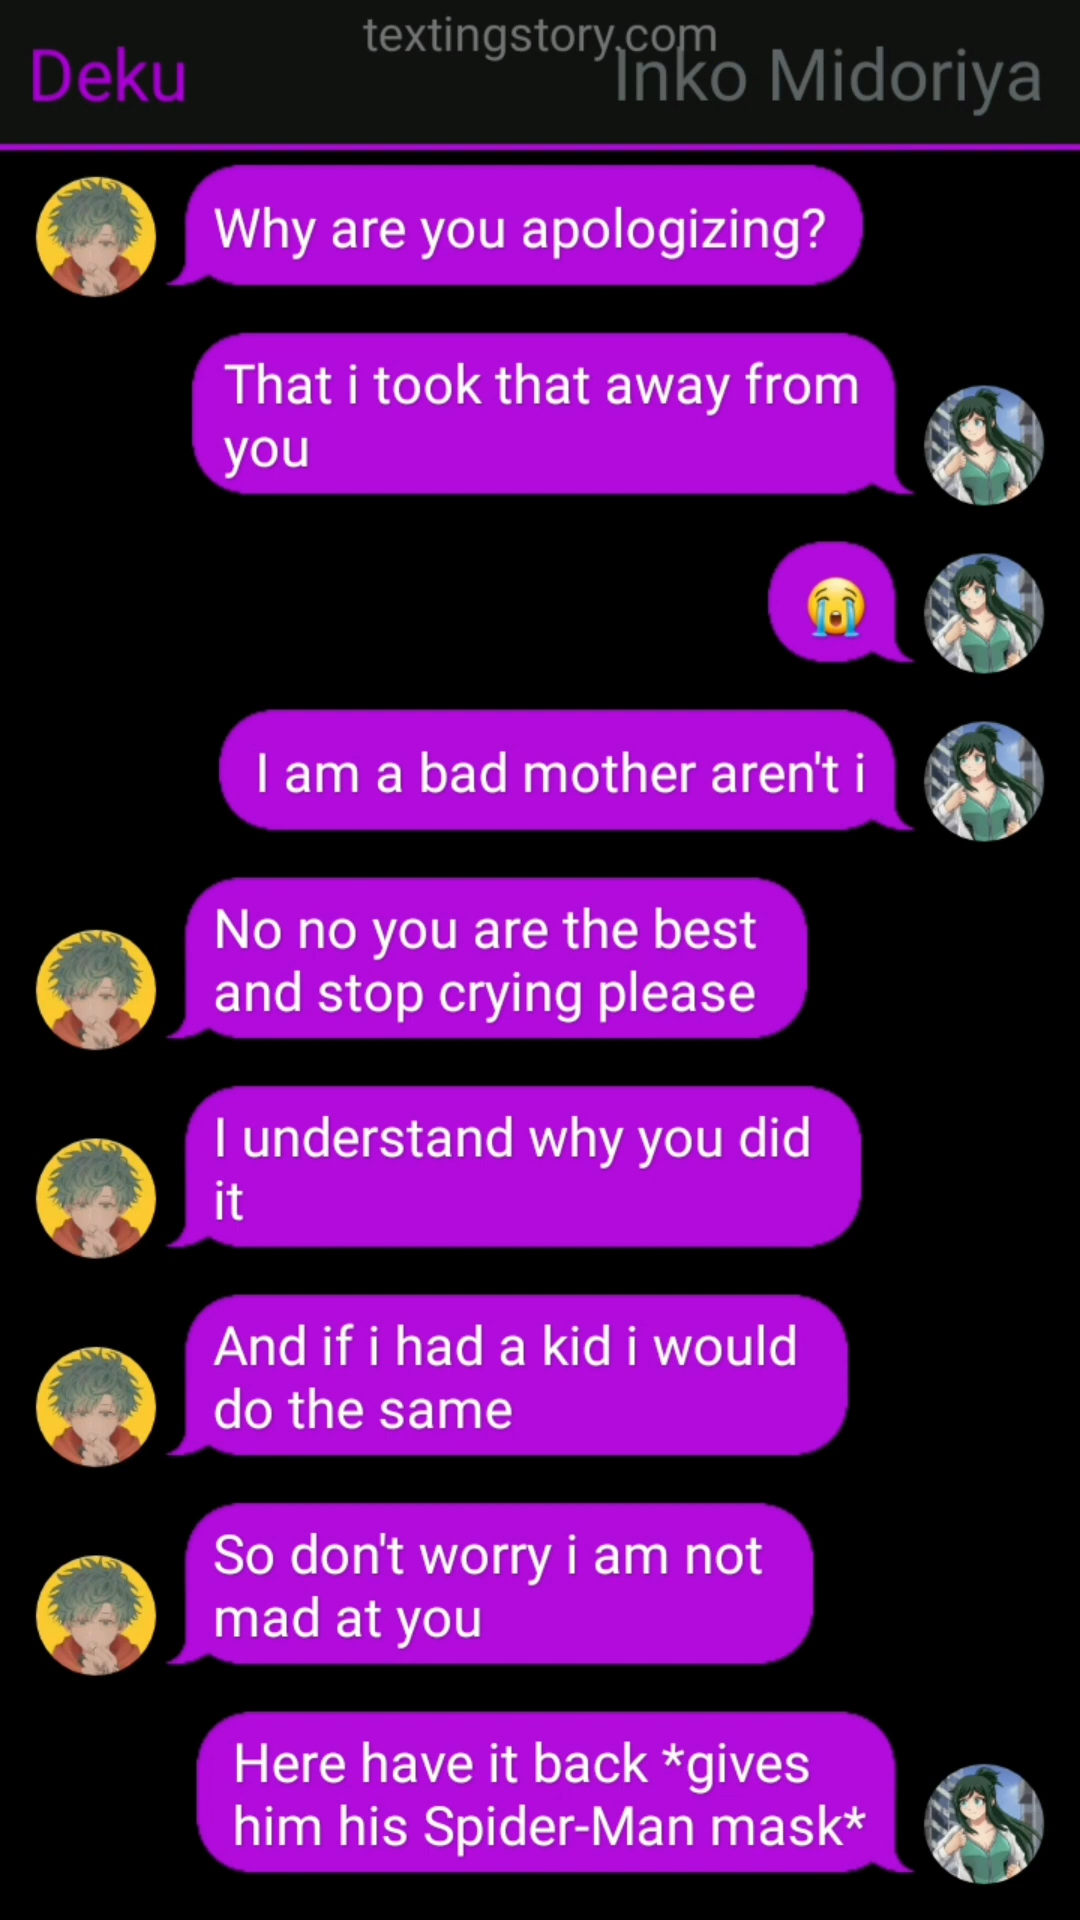 textingstory.com
Deku
Inko Midoriya
Why are you apologizing?
That i took that away from
you
😭
I am a bad mother aren't i
No no you are the best
and stop crying please
I understand why you did
it
And if i had a kid i would
do the same
So don't worry i am not
mad at you
Here have it back *gives
him his Spider-Man mask*